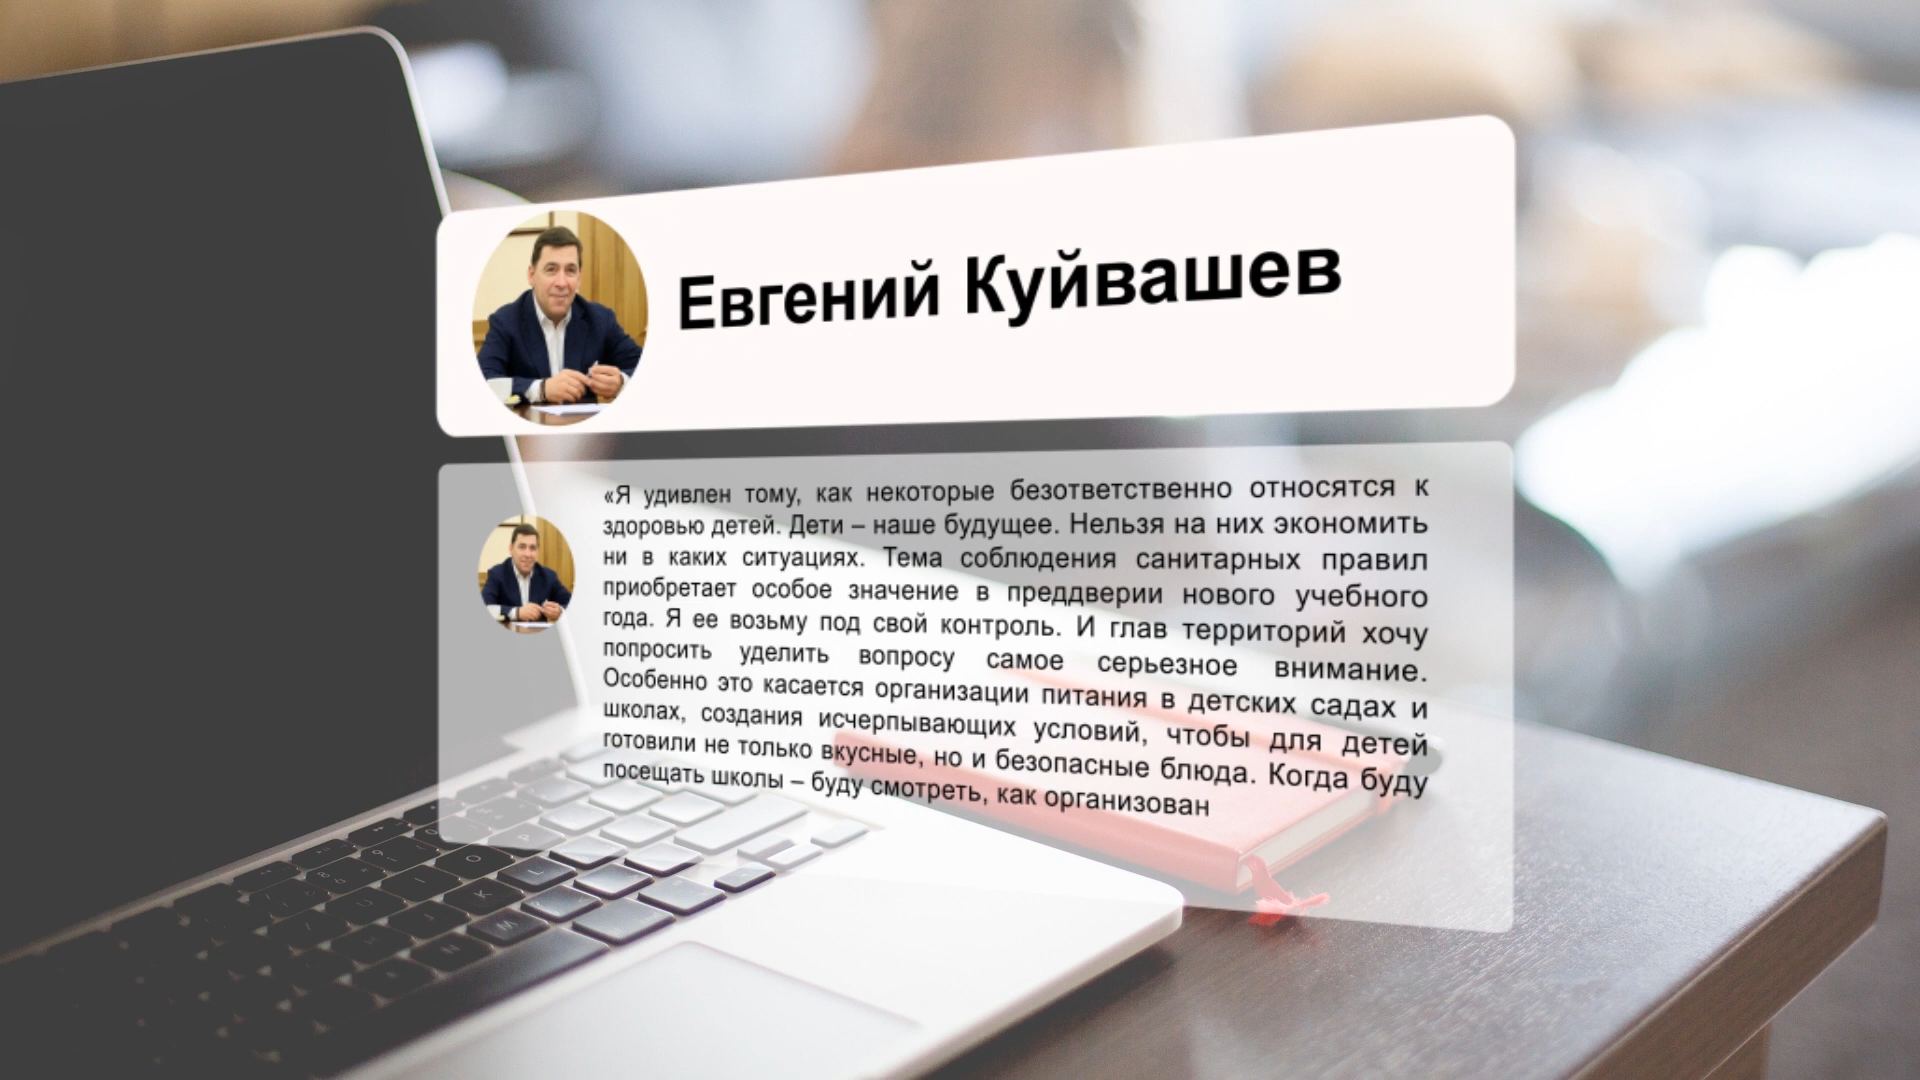 Евгений Куйвашев
«Я удивлен тому, как некоторые безответственно относятся к
здоровью детей. Дети – наше будущее. Нельзя на них экономить
ни в каких ситуациях. Тема соблюдения санитарных правил
приобретает особое значение в преддверии нового учебного
года. Я ее возьму под свой контроль. И глав территорий хочу
попросить уделить вопросу самое серьезное внимание.
Особенно это касается организации питания в детских садах и
школах, создания исчерпывающих условий, чтобы для детей
готовили не только вкусные, но и безопасные блюда. Когда буду
посещать школы – буду смотреть, как организован